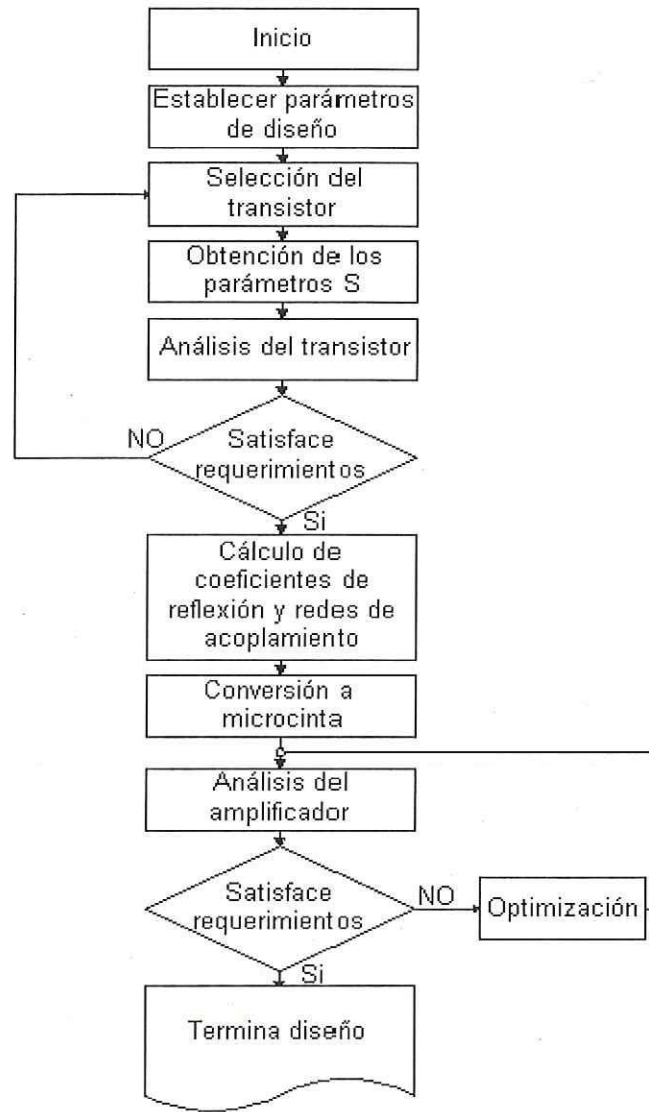 Inicio
Establecer parámetros
de diseño
Selección del
transistor
Obtención de los
parámetros S
Análisis del transistor
NO
Satisface
requerimientos
Si
Cálculo de
coeficientes de
reflexión y redes de
acoplamiento
Conversión a
microcinta
Análisis del
amplificador
Satisface
requerimientos
NO
Optimización
Si
Termina diseño